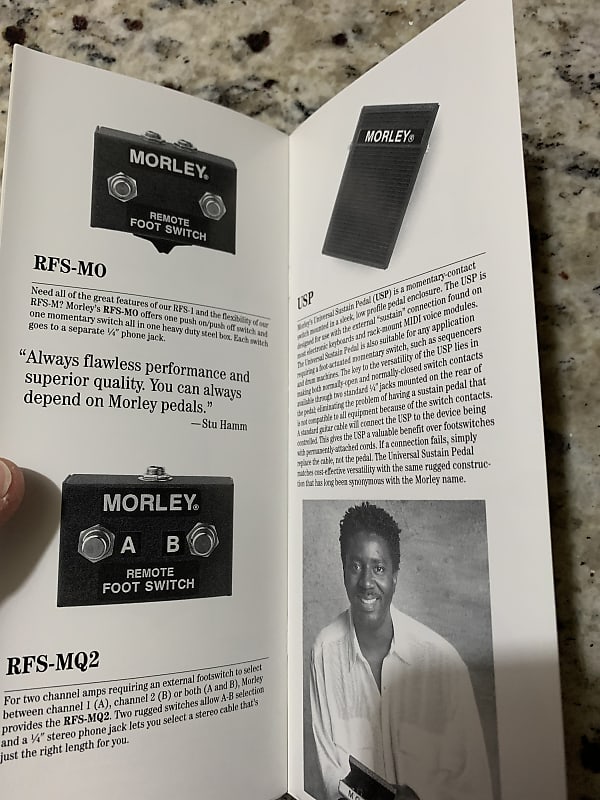 MORLEY®
REMOTE
FOOT SWITCH
RFS-MO
Need all of the great features of our RFS-1 and the flexibility of our
RFS-M? Morley's RFS-MO offers one push on/push off switch and
one momentary switch all in one heavy duty steel box. Each switch
goes to a separate ¼" phone jack.
“Always flawless performance and
superior quality. You can always
depend on Morley pedals.”
—Stu Hamm
MORLEY®
A B
REMOTE
FOOT SWITCH
RFS-MQ2
For two channel amps requiring an external footswitch to select
between channel 1 (A), channel 2 (B) or both (A and B), Morley
provides the RFS-MQ2. Two rugged switches allow A-B selection
and a ¼" stereo phone jack lets you select a stereo cable that's
just the right length for you.
MORLEY®
USP
Morley's Universal Sustain Pedal (USP) is a momentary-contact
switch mounted in a sleek, low profile pedal enclosure. The USP is
designed for use with the external "sustain" connection found on
most electronic keyboards and rack-mount MIDI voice modules.
The Universal Sustain Pedal is also suitable for any application
requiring a foot-actuated momentary switch, such as sequencers
and drum machines. The key to the versatility of the USP lies in
making both normally-open and normally-closed switch contacts
available through two standard ¼" jacks mounted on the rear of
the pedal; eliminating the problem of having a sustain pedal that
is not compatible to all equipment because of the switch contacts.
A standard guitar cable will connect the USP to the device being
controlled. This gives the USP a valuable benefit over footswitches
with permanently-attached cords. If a connection fails, simply
replace the cable, not the pedal. The Universal Sustain Pedal
matches cost-effective versatility with the same rugged construc-
tion that has long been synonymous with the Morley name.